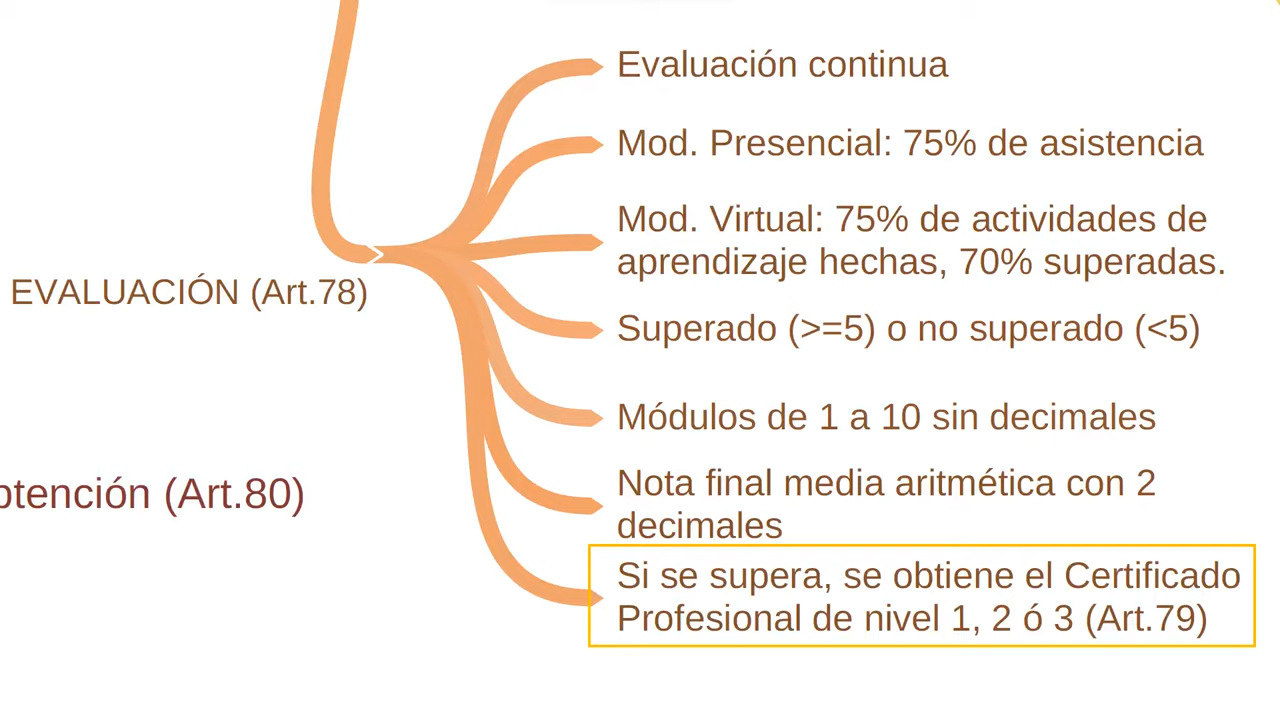 Evaluación continua
Mod. Presencial: 75% de asistencia
Mod. Virtual: 75% de actividades de
aprendizaje hechas, 70% superadas.
EVALUACIÓN (Art.78)
Superado (>=5) o no superado (<5)
Módulos de 1 a 10 sin decimales
Nota final media aritmética con 2
decimales
(Art.80)
Si se supera, se obtiene el Certificado
Profesional de nivel 1, 2 ó 3 (Art.79)